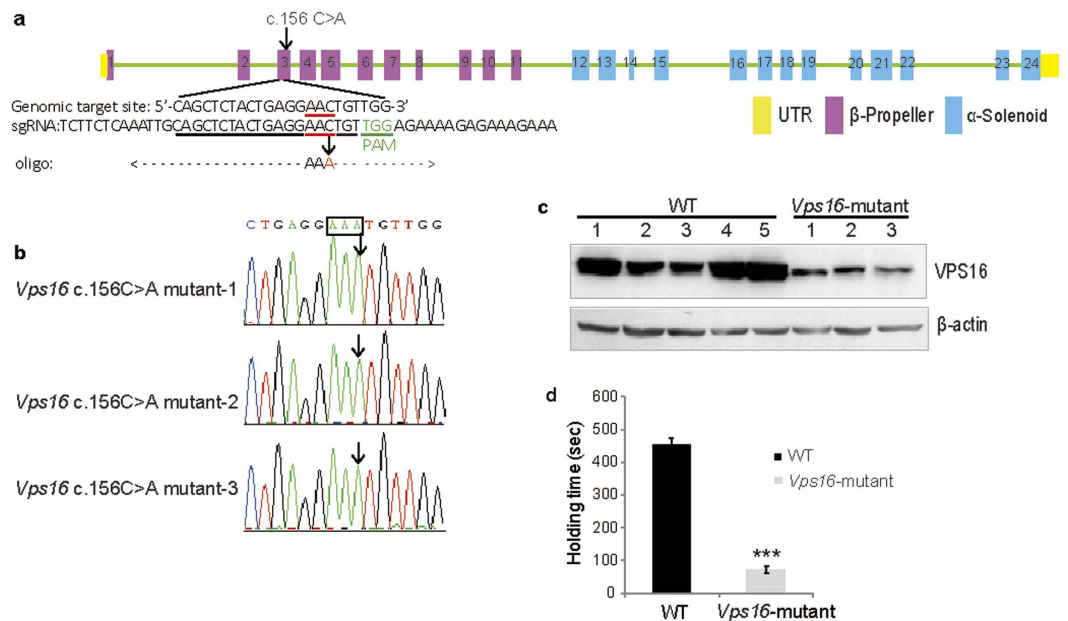 a
c.156 C>A
1 2 3 4 5 6 7 8 9 10 11 12 13 14 15 16 17 18 19 20 21 22 23 24
Genomic target site: 5'-CAGCTCTACTGAGGAACTGTTGG-3'
sgRNA:TCTTCTCAAATTGCAGCTCTACTGAGGAACTGT TGG AGAAAAGAGAAAGAAA
PAM
oligo: <- - - - - - - - - - - - - - - - AAA - - - - - - - - - - ->
UTR β-Propeller α-Solenoid
b
C T G A G G A A A T G T T G G
Vps16 c.156C>A mutant-1
Vps16 c.156C>A mutant-2
Vps16 c.156C>A mutant-3
c
WT Vps16-mutant
1 2 3 4 5 1 2 3
VPS16
β-actin
d
Holding time (sec)
600
500
400
300
200
100
0
WT
Vps16-mutant
***
WT Vps16-mutant